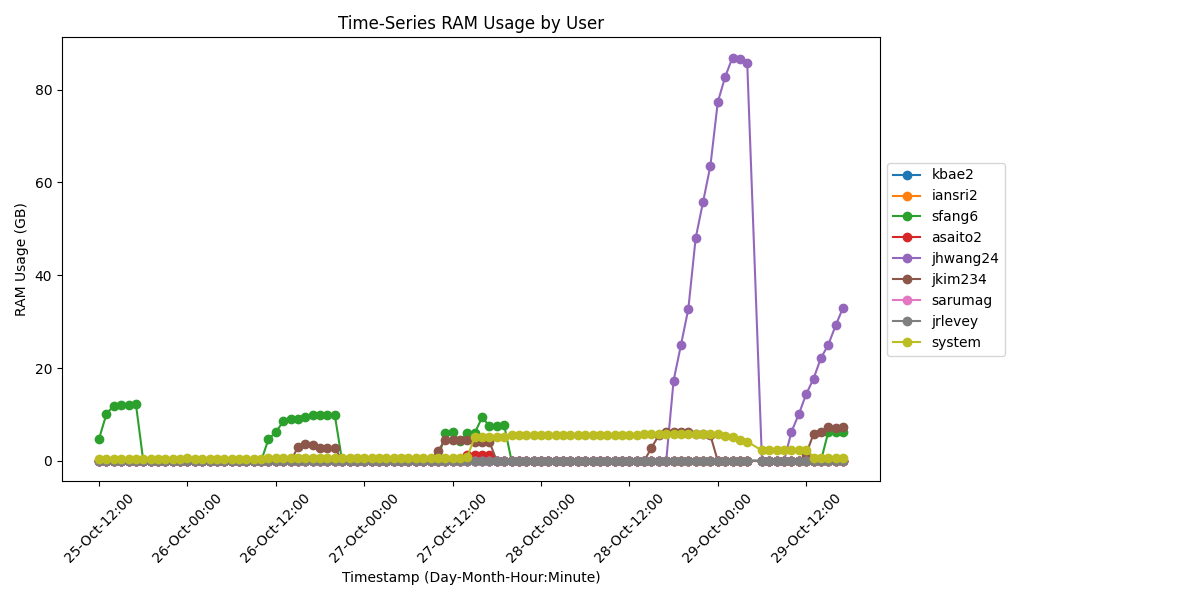 Time-Series RAM Usage by User
RAM Usage (GB)
80
60
40
20
0
25-Oct-12:00
26-Oct-00:00
26-Oct-12:00
27-Oct-00:00
27-Oct-12:00
28-Oct-00:00
28-Oct-12:00
29-Oct-00:00
29-Oct-12:00
Timestamp (Day-Month-Hour:Minute)
kbae2
iansri2
sfang6
asaito2
jhwang24
jkim234
sarumag
jrlevey
system